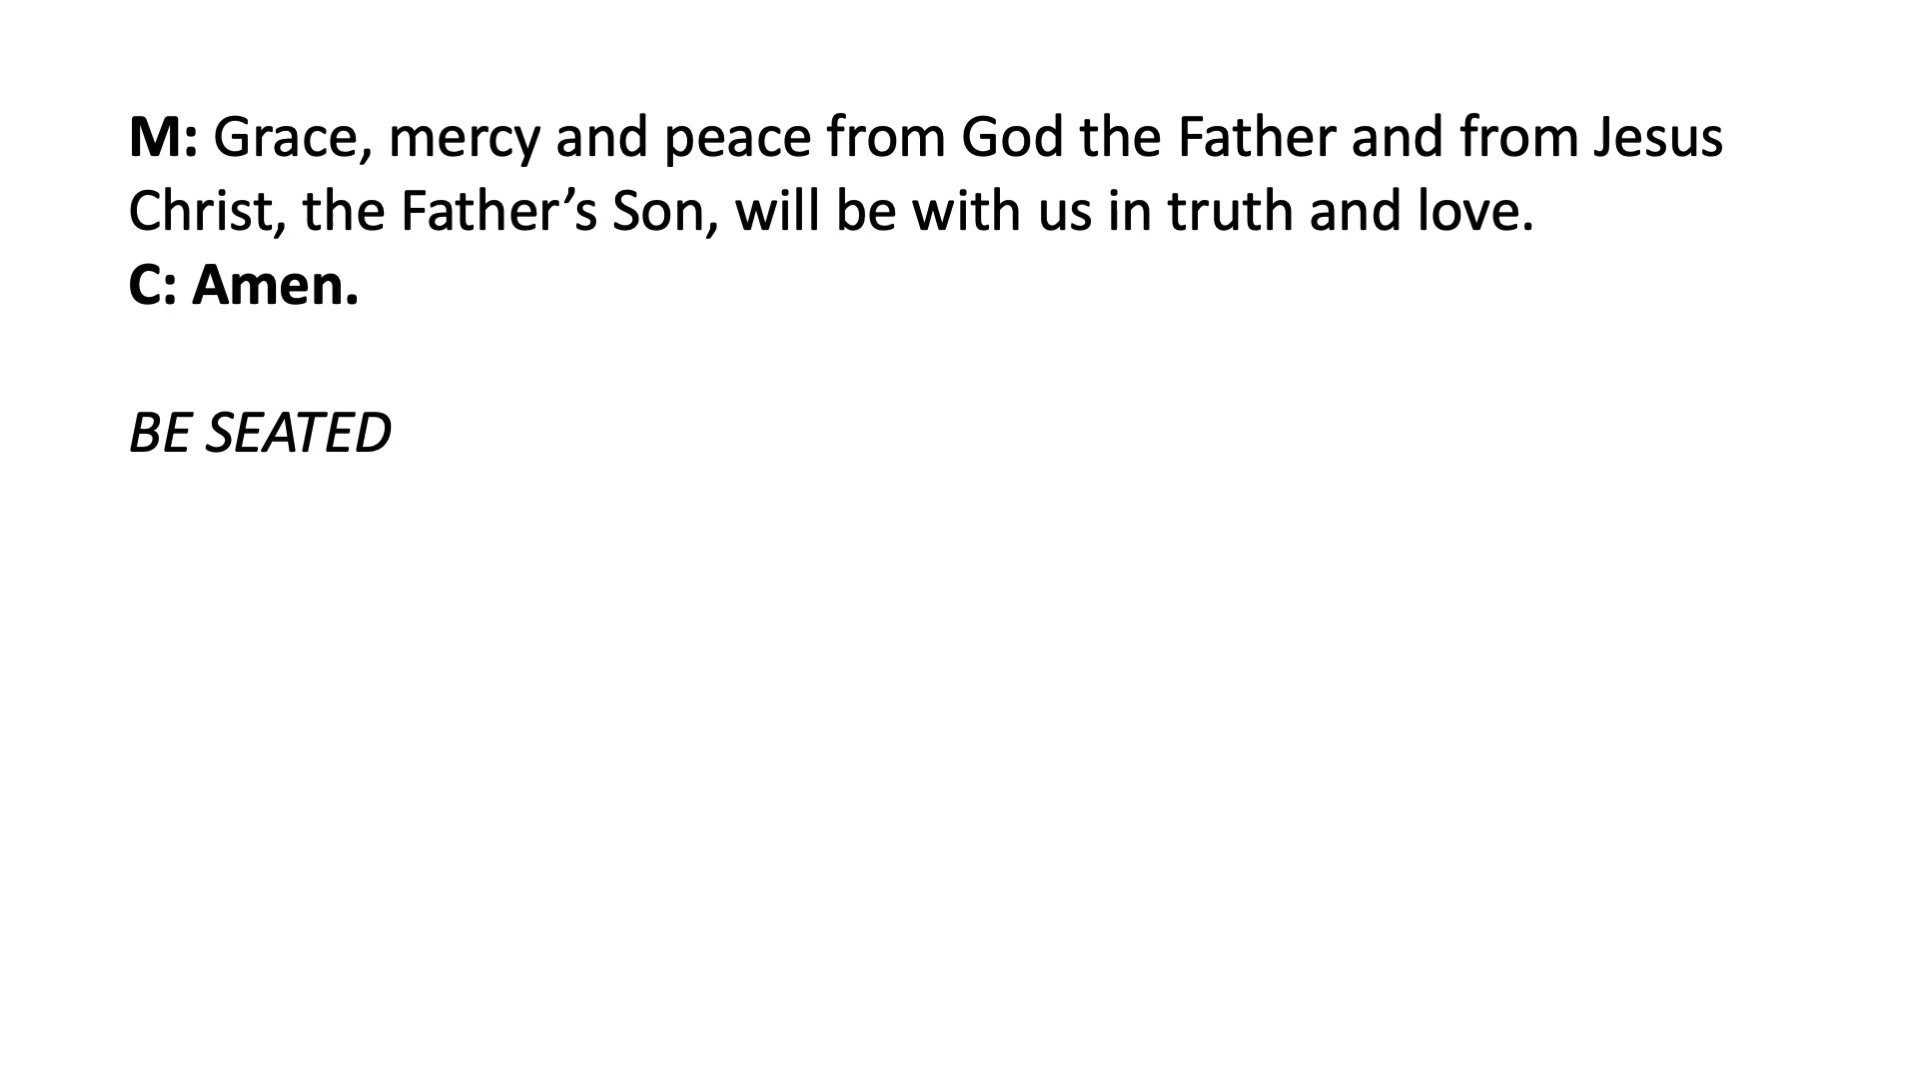 M: Grace, mercy and peace from God the Father and from Jesus
Christ, the Father’s Son, will be with us in truth and love.
C: Amen.
BE SEATED